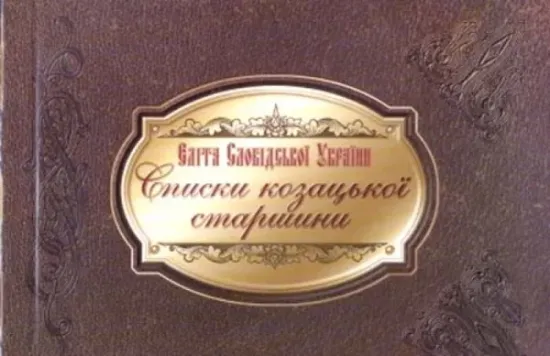 Еліта Слобідської України
Списки козацької
старшини